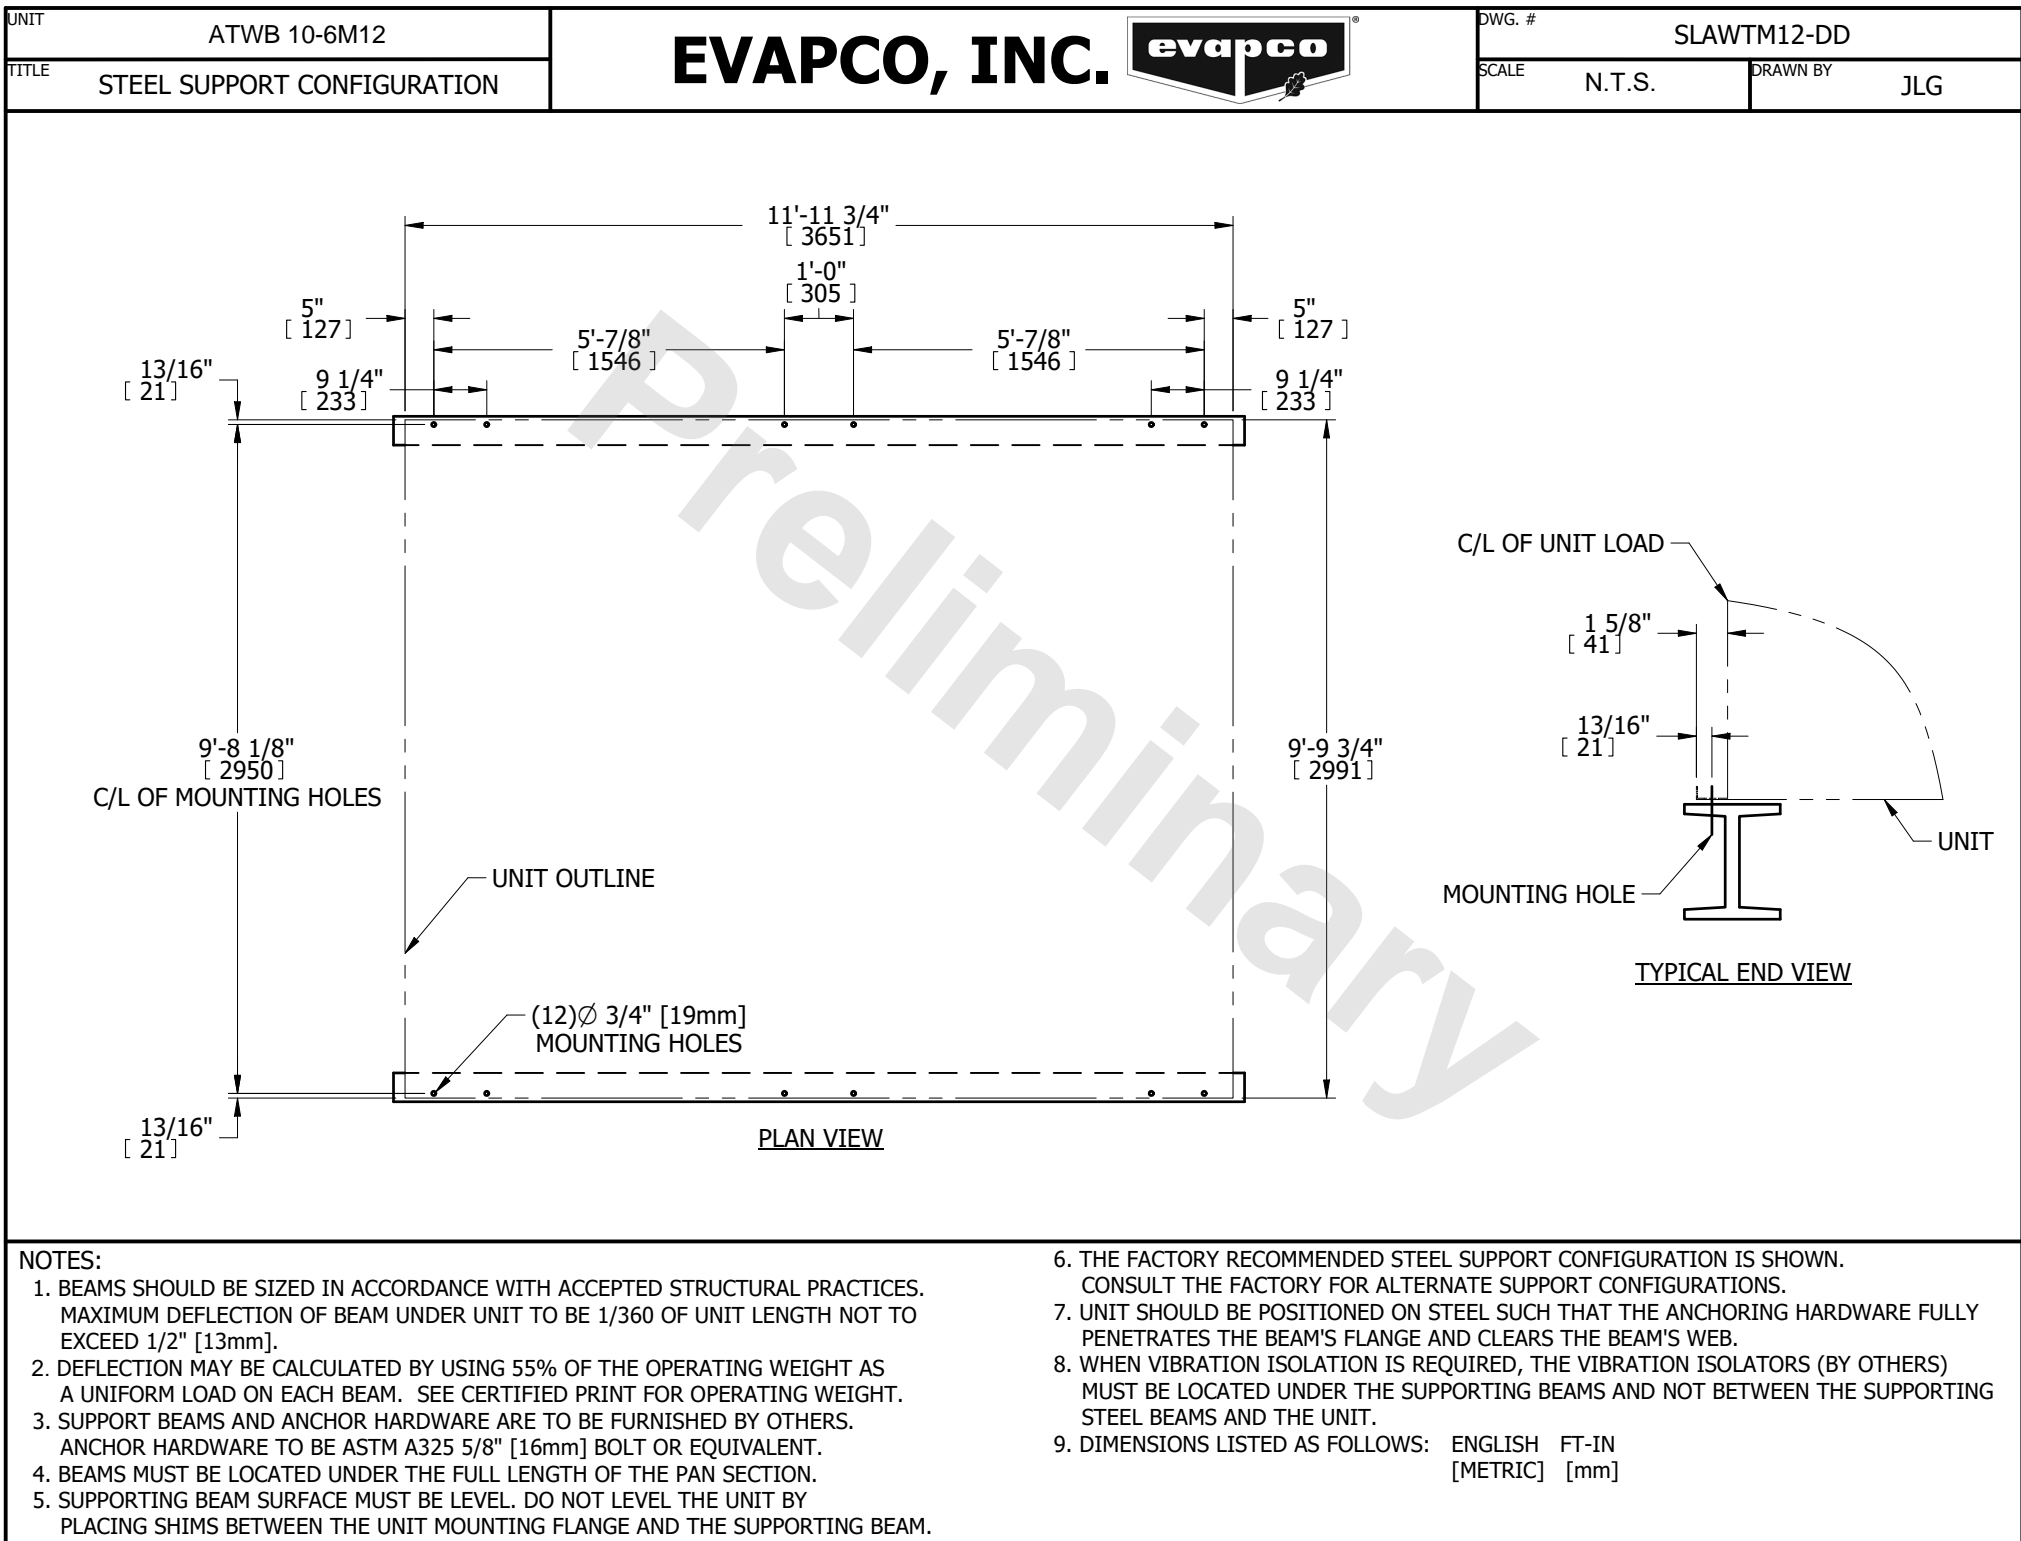 UNIT
ATWB 10-6M12
TITLE
STEEL SUPPORT CONFIGURATION
EVAPCO, INC.
evapco
®
DWG. #
SLAWTM12-DD
SCALE
N.T.S.
DRAWN BY
JLG
11'-11 3/4"
[ 3651 ]
1'-0"
[ 305 ]
5"
[ 127 ]
5'-7/8"
[ 1546 ]
5'-7/8"
[ 1546 ]
5"
[ 127 ]
13/16"
[ 21 ]
9 1/4"
[ 233 ]
9 1/4"
[ 233 ]
Preliminary
9'-8 1/8"
[ 2950 ]
C/L OF MOUNTING HOLES
9'-9 3/4"
[ 2991 ]
UNIT OUTLINE
(12)∅ 3/4" [19mm]
MOUNTING HOLES
13/16"
[ 21 ]
PLAN VIEW
C/L OF UNIT LOAD
1 5/8"
[ 41 ]
13/16"
[ 21 ]
UNIT
MOUNTING HOLE
TYPICAL END VIEW
NOTES:
1. BEAMS SHOULD BE SIZED IN ACCORDANCE WITH ACCEPTED STRUCTURAL PRACTICES.
MAXIMUM DEFLECTION OF BEAM UNDER UNIT TO BE 1/360 OF UNIT LENGTH NOT TO
EXCEED 1/2" [13mm].
2. DEFLECTION MAY BE CALCULATED BY USING 55% OF THE OPERATING WEIGHT AS
A UNIFORM LOAD ON EACH BEAM. SEE CERTIFIED PRINT FOR OPERATING WEIGHT.
3. SUPPORT BEAMS AND ANCHOR HARDWARE ARE TO BE FURNISHED BY OTHERS.
ANCHOR HARDWARE TO BE ASTM A325 5/8" [16mm] BOLT OR EQUIVALENT.
4. BEAMS MUST BE LOCATED UNDER THE FULL LENGTH OF THE PAN SECTION.
5. SUPPORTING BEAM SURFACE MUST BE LEVEL. DO NOT LEVEL THE UNIT BY
PLACING SHIMS BETWEEN THE UNIT MOUNTING FLANGE AND THE SUPPORTING BEAM.
6. THE FACTORY RECOMMENDED STEEL SUPPORT CONFIGURATION IS SHOWN.
CONSULT THE FACTORY FOR ALTERNATE SUPPORT CONFIGURATIONS.
7. UNIT SHOULD BE POSITIONED ON STEEL SUCH THAT THE ANCHORING HARDWARE FULLY
PENETRATES THE BEAM'S FLANGE AND CLEARS THE BEAM'S WEB.
8. WHEN VIBRATION ISOLATION IS REQUIRED, THE VIBRATION ISOLATORS (BY OTHERS)
MUST BE LOCATED UNDER THE SUPPORTING BEAMS AND NOT BETWEEN THE SUPPORTING
STEEL BEAMS AND THE UNIT.
9. DIMENSIONS LISTED AS FOLLOWS: ENGLISH FT-IN
[METRIC] [mm]